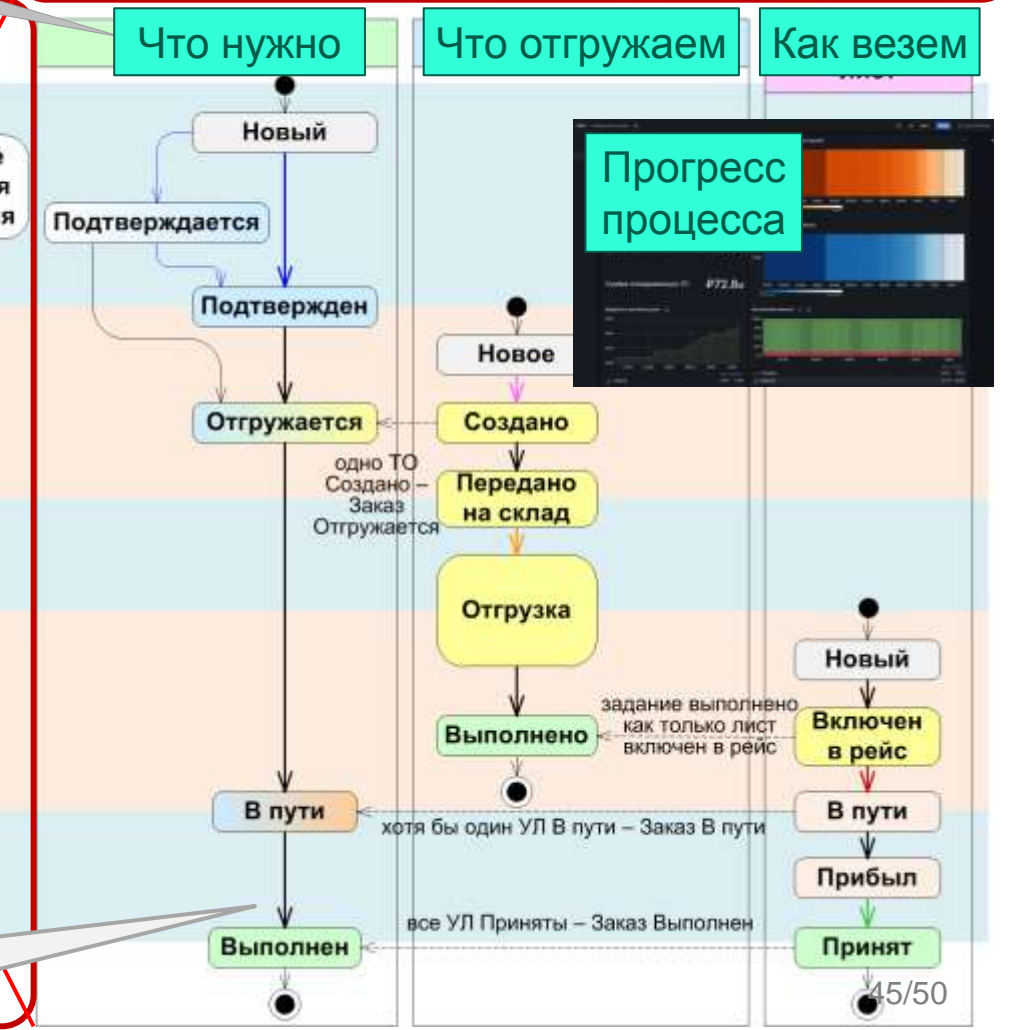 Что нужно
Что отгружаем
Как везем
Новый
Прогресс
процесса
е
я
я
Подтверждается
₽72.8
Подтвержден
Новое
Отгружается
Создано
одно ТО
Создано –
Заказ
Отгружается
Передано
на склад
Отгрузка
Новый
задание выполнено
как только лист
включен в рейс
Выполнено
Включен
в рейс
В пути
В пути
хотя бы один УЛ В пути – Заказ В пути
Прибыл
все УЛ Приняты – Заказ Выполнен
Выполнен
Принят
45/50